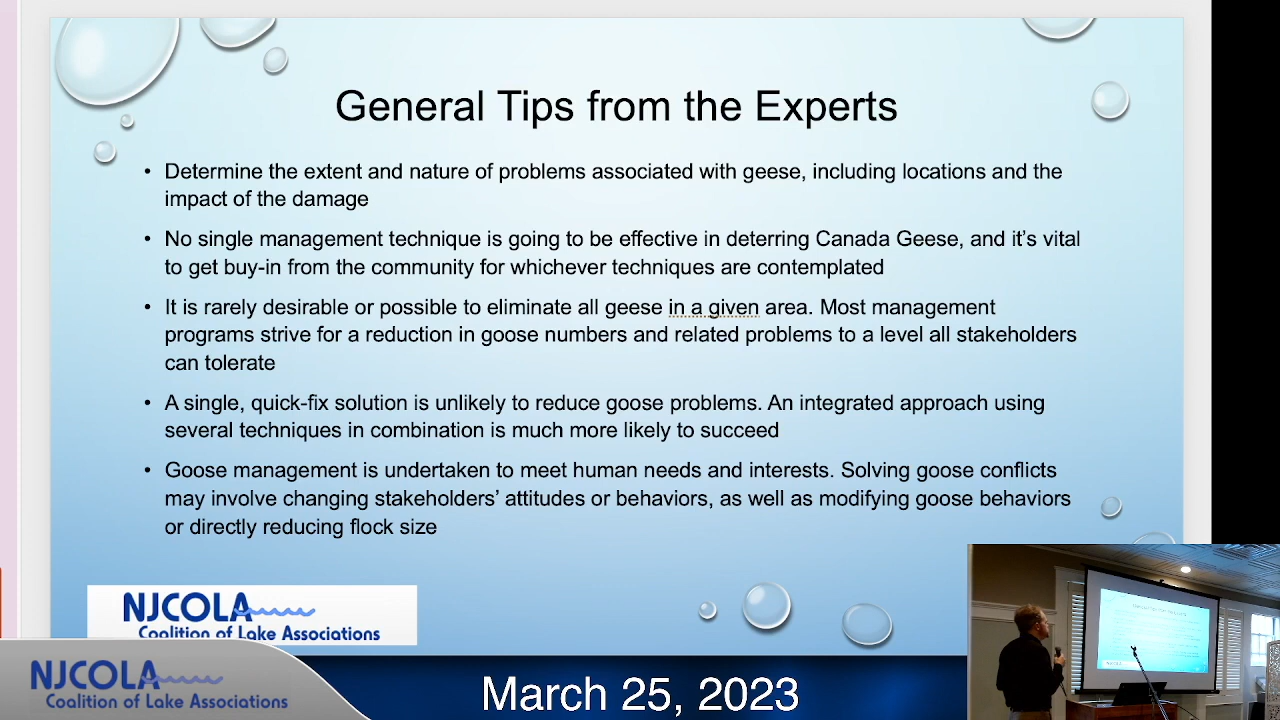 General Tips from the Experts
• Determine the extent and nature of problems associated with geese, including locations and the
impact of the damage
• No single management technique is going to be effective in deterring Canada Geese, and it's vital
to get buy-in from the community for whichever techniques are contemplated
• It is rarely desirable or possible to eliminate all geese in a given area. Most management
programs strive for a reduction in goose numbers and related problems to a level all stakeholders
can tolerate
• A single, quick-fix solution is unlikely to reduce goose problems. An integrated approach using
several techniques in combination is much more likely to succeed
• Goose management is undertaken to meet human needs and interests. Solving goose conflicts
may involve changing stakeholders' attitudes or behaviors, as well as modifying goose behaviors
or directly reducing flock size
NJCOLA
Coalition of Lake Associations
NJCOLA
Coalition of Lake Associations
March 25, 2023